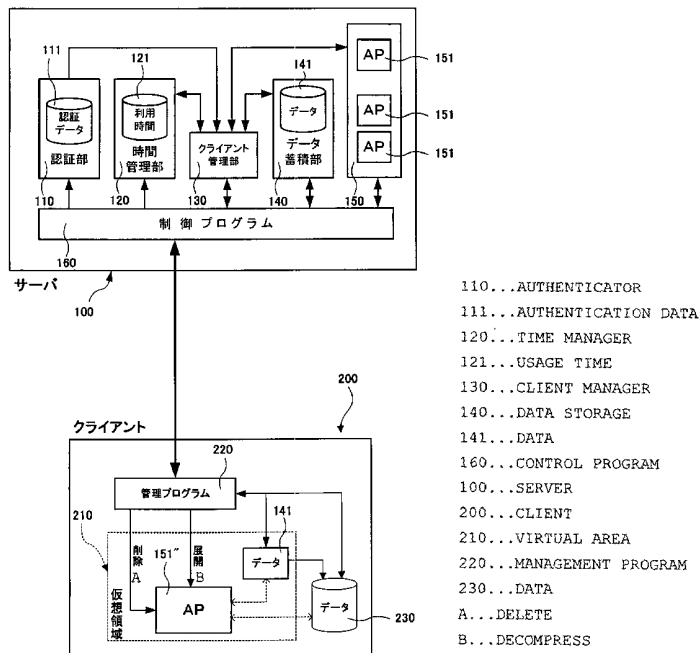 111
121
141
AP
151
認証
データ
認証部
利用
時間
時間
管理部
クライアント
管理部
データ
データ
蓄積部
AP
151
AP
151
110
120
130
140
150
制 御 プログラム
160
サーバ
100
クライアント
200
220
管理プログラム
210
削除
A
展開
B
151"
141
データ
AP
仮想領域
データ
230
110...AUTHENTICATOR
111...AUTHENTICATION DATA
120...TIME MANAGER
121...USAGE TIME
130...CLIENT MANAGER
140...DATA STORAGE
141...DATA
160...CONTROL PROGRAM
100...SERVER
200...CLIENT
210...VIRTUAL AREA
220...MANAGEMENT PROGRAM
230...DATA
A...DELETE
B...DECOMPRESS